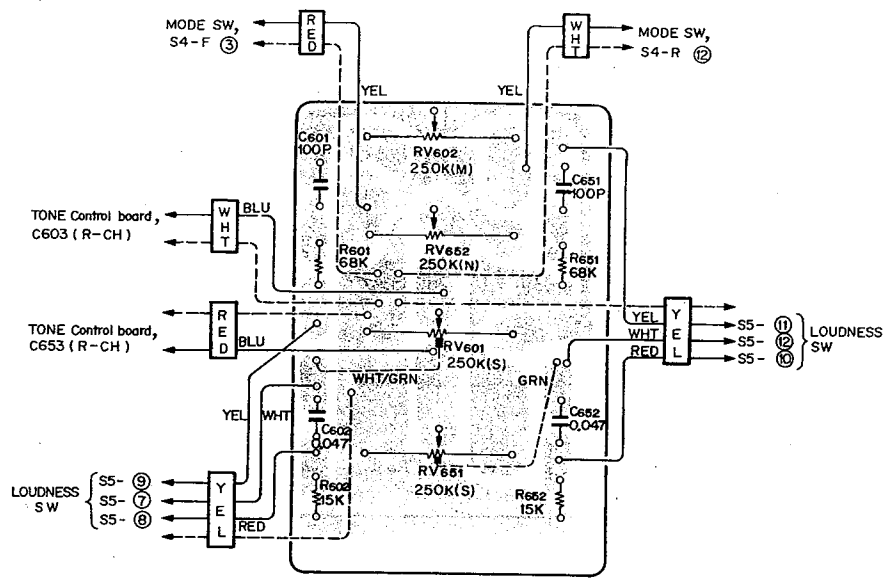 MODE SW,
S4-F ③
RED
WHT
MODE SW,
S4-R ⑫
YEL
YEL
C601
100P
RV602
250K(M)
C651
100P
TONE Control board,
C603 (R-CH)
WHT
BLU
R601
68K
RV652
250K(N)
R651
68K
TONE Control board,
C653 (R-CH)
RED
BLU
RV601
250K(S)
WHT/GRN
GRN
YEL
WHT
RED
YEL
S5-⑪
S5-⑫
S5-⑩
LOUDNESS
SW
YEL
WHT
C602
0.047
C652
0.047
RV651
250K(S)
R602
15K
R652
15K
LOUDNESS
SW
S5-⑨
S5-⑦
S5-⑧
YEL
RED